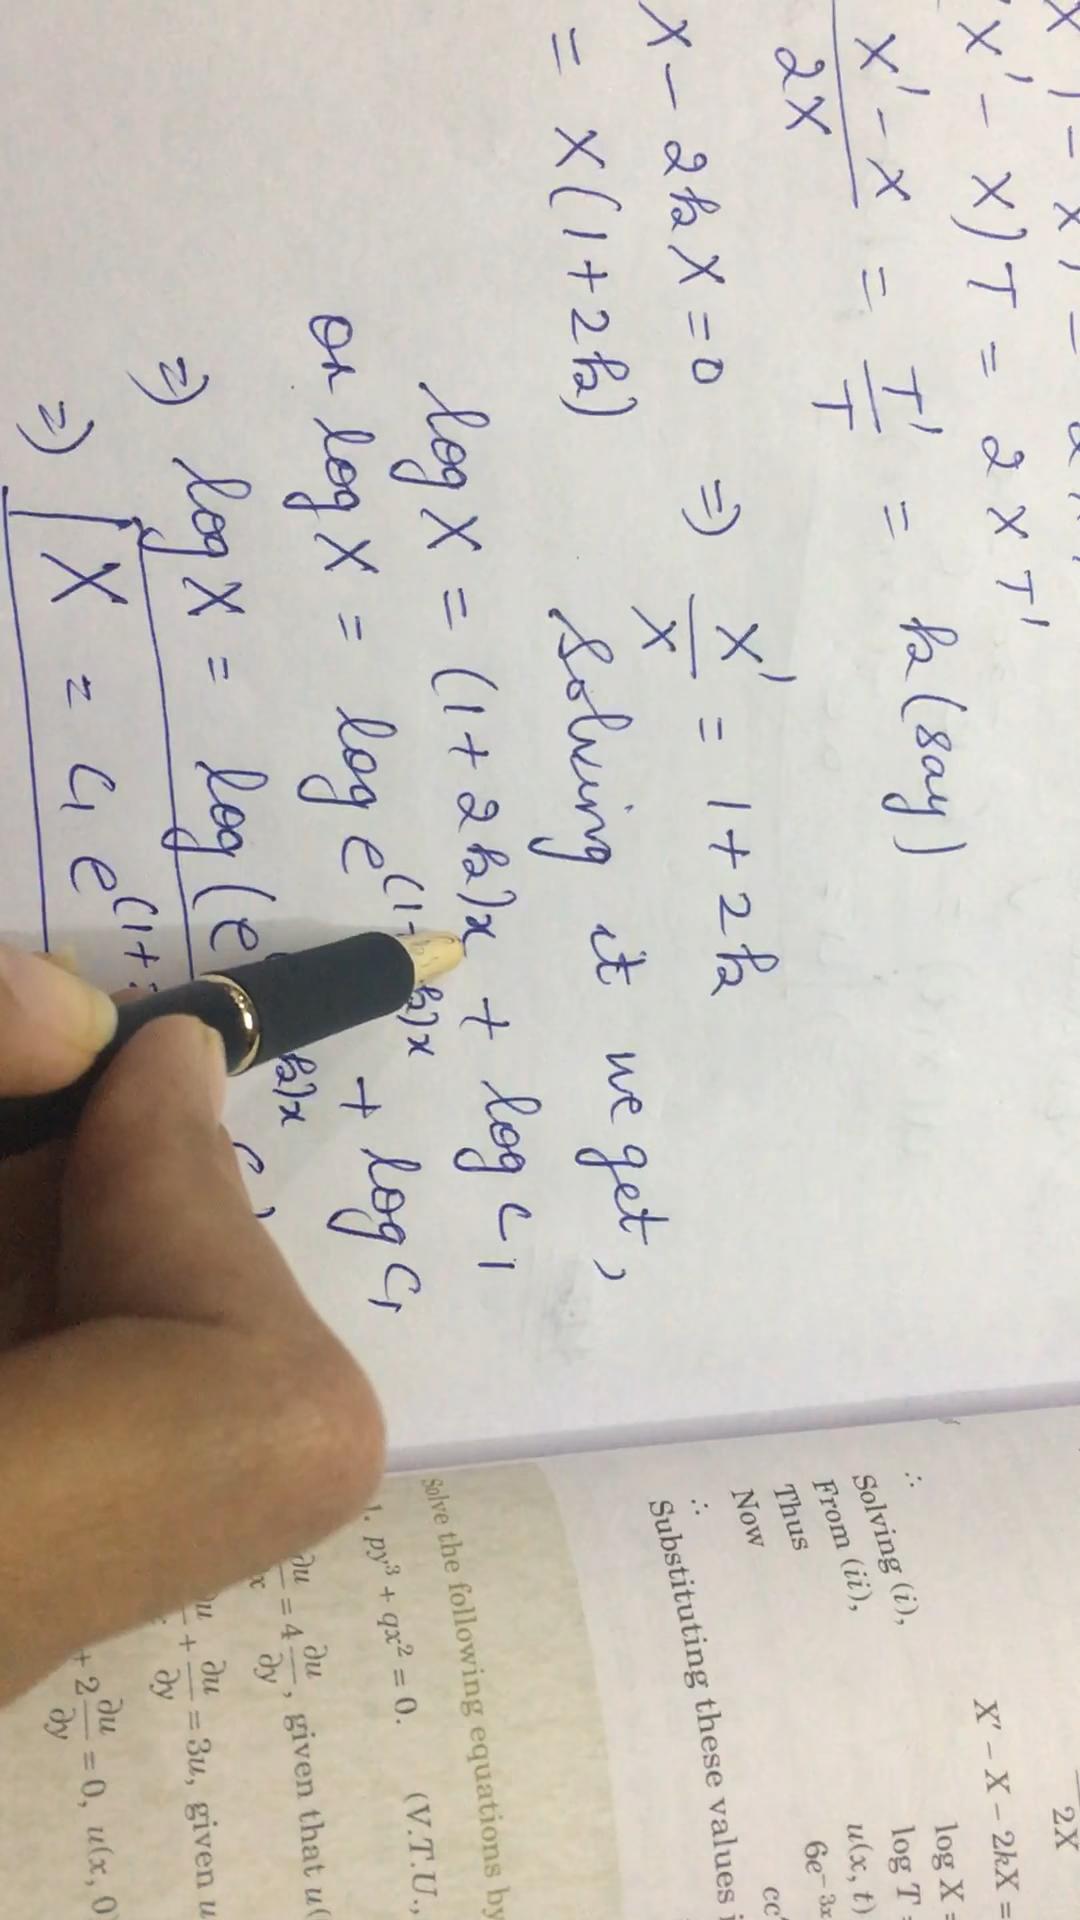 X' - X) T = 2 X T'
X' - X / 2X = T' / T = k (say)
X - 2kX = 0 ⇒ X' / X = 1 + 2k
= X(1 + 2k) Solving it we get,
log X = (1 + 2k)x + log c₁
or log X = log e^(1+ k)x + log c₁
⇒ log X = log (e k)x
⇒ X = c₁ e^(1+
2X
X′ – X – 2kX =
∴
Solving (i), log X =
From (ii), log T =
Thus u(x, t)
Now 6e^–3x
∴ cc′
Substituting these values
Solve the following equations by
1. py³ + qx² = 0. (V.T.U.,
∂u = 4 ∂u/∂y, given that u(
+ ∂u/∂y = 3u, given u
+ 2 ∂u/∂y = 0, u(x, 0